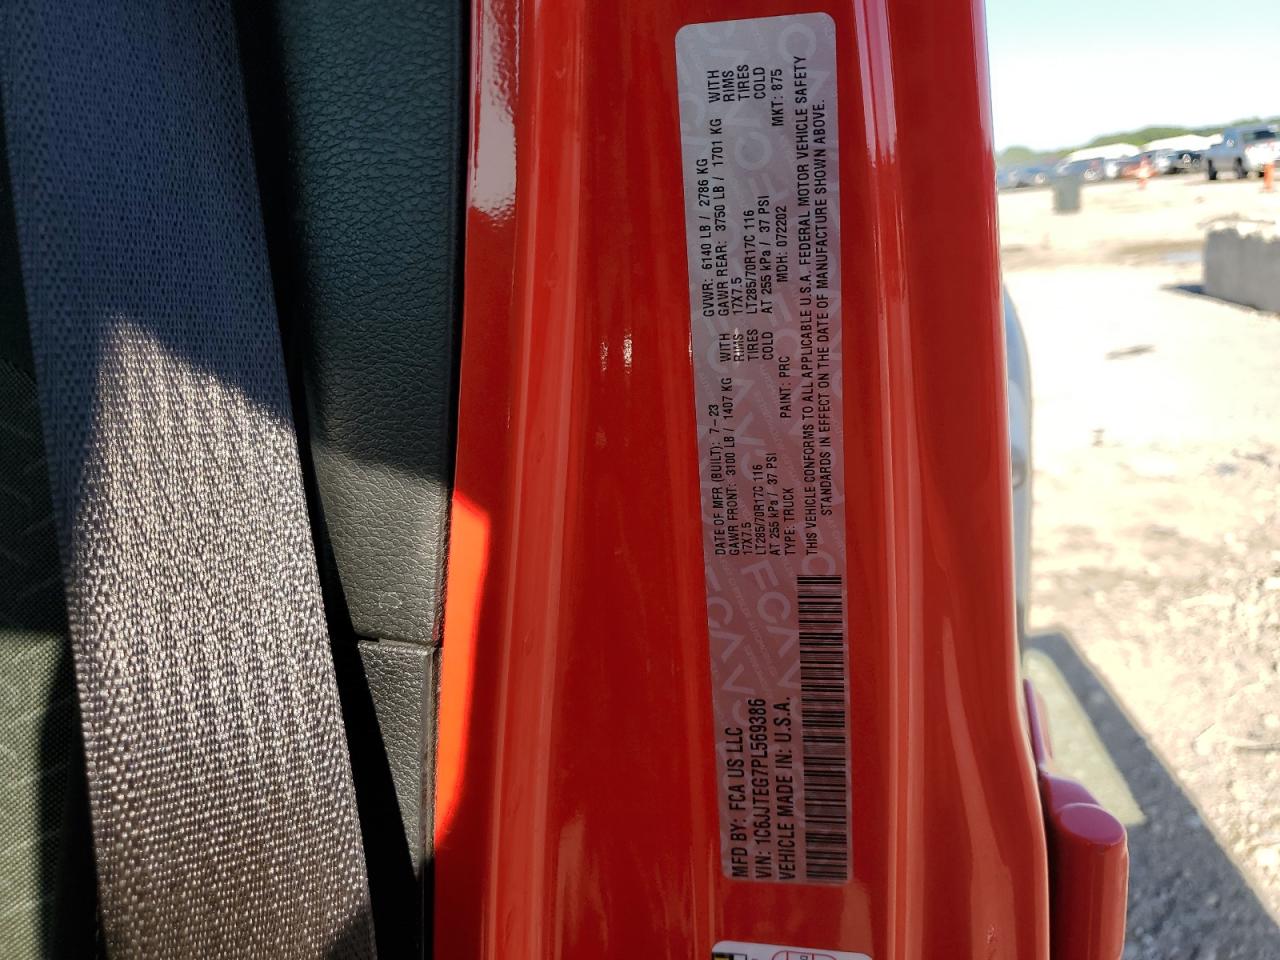 MFD BY: FCA US LLC
VIN: 1C6JJTEG7PL569386
VEHICLE MADE IN: U.S.A.
DATE OF MFR (BUILT): 7-23 GVWR: 6140 LB / 2786 KG
GAWR FRONT: 3100 LB / 1407 KG WITH GAWR REAR: 3750 LB / 1701 KG WITH
17X7.5 RIMS 17X7.5 RIMS
LT285/70R17C 116 TIRES LT285/70R17C 116 TIRES
AT 255 kPa / 37 PSI COLD AT 255 kPa / 37 PSI COLD
TYPE: TRUCK PAINT: PRC MDH: 072202 MKT: 875
THIS VEHICLE CONFORMS TO ALL APPLICABLE U.S.A. FEDERAL MOTOR VEHICLE SAFETY
STANDARDS IN EFFECT ON THE DATE OF MANUFACTURE SHOWN ABOVE.